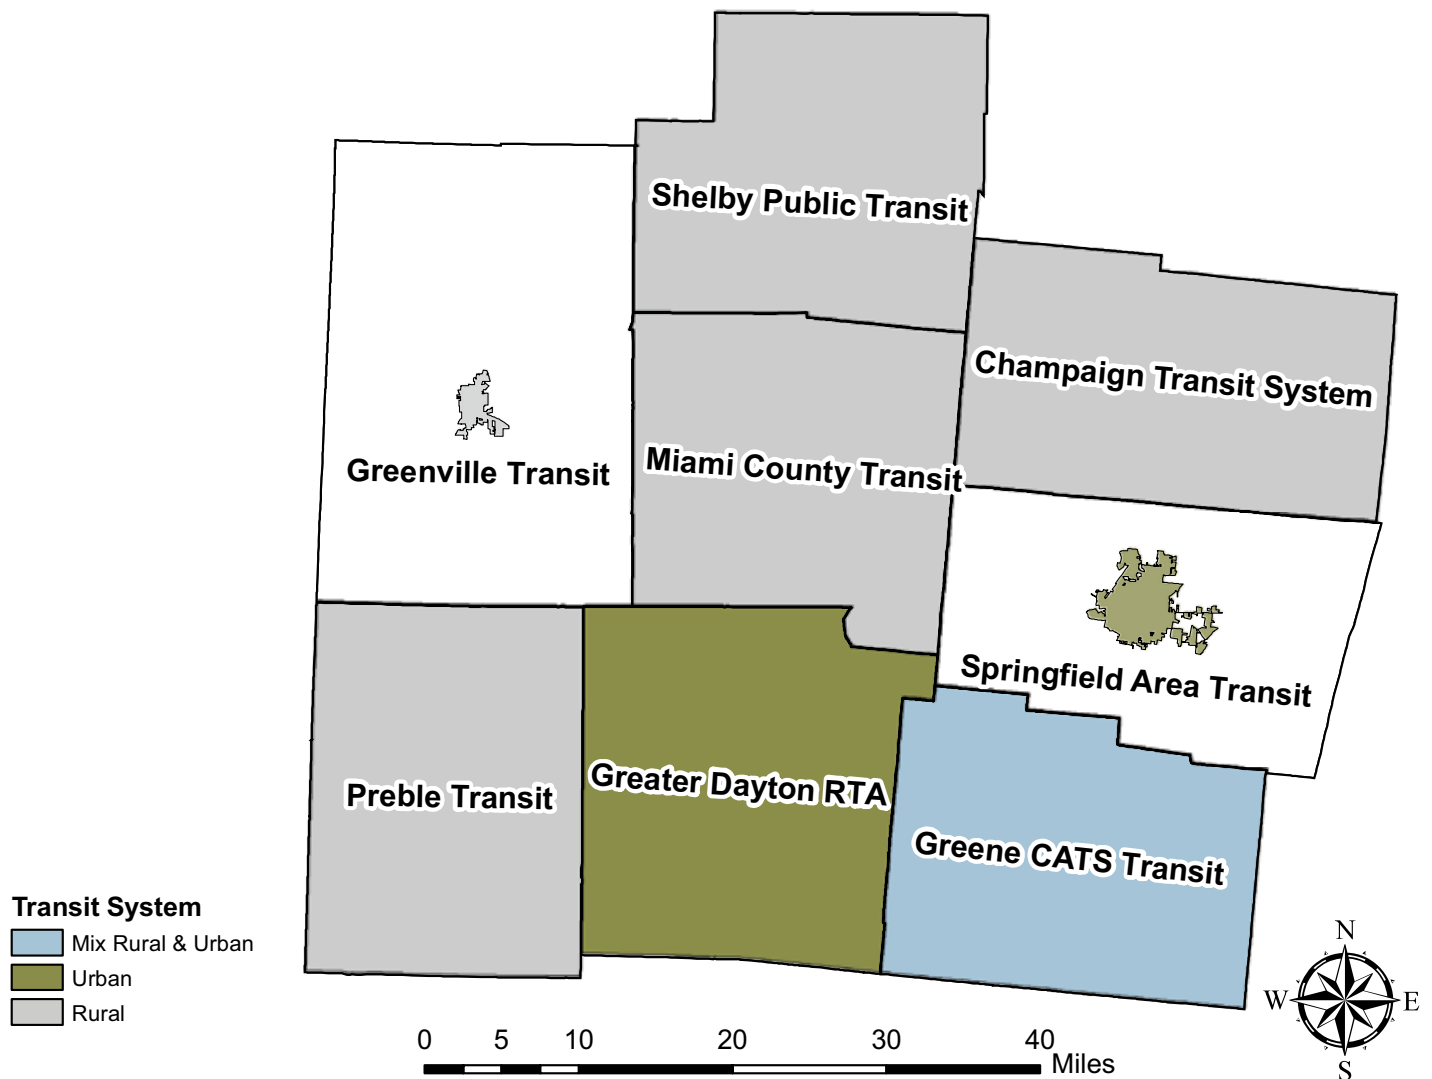 Shelby Public Transit
Champaign Transit System
Miami County Transit
Greenville Transit
Springfield Area Transit
Preble Transit
Greater Dayton RTA
Greene CATS Transit
Transit System
Mix Rural & Urban
Urban
Rural
0 5 10 20 30 40
Miles
N
W E
S